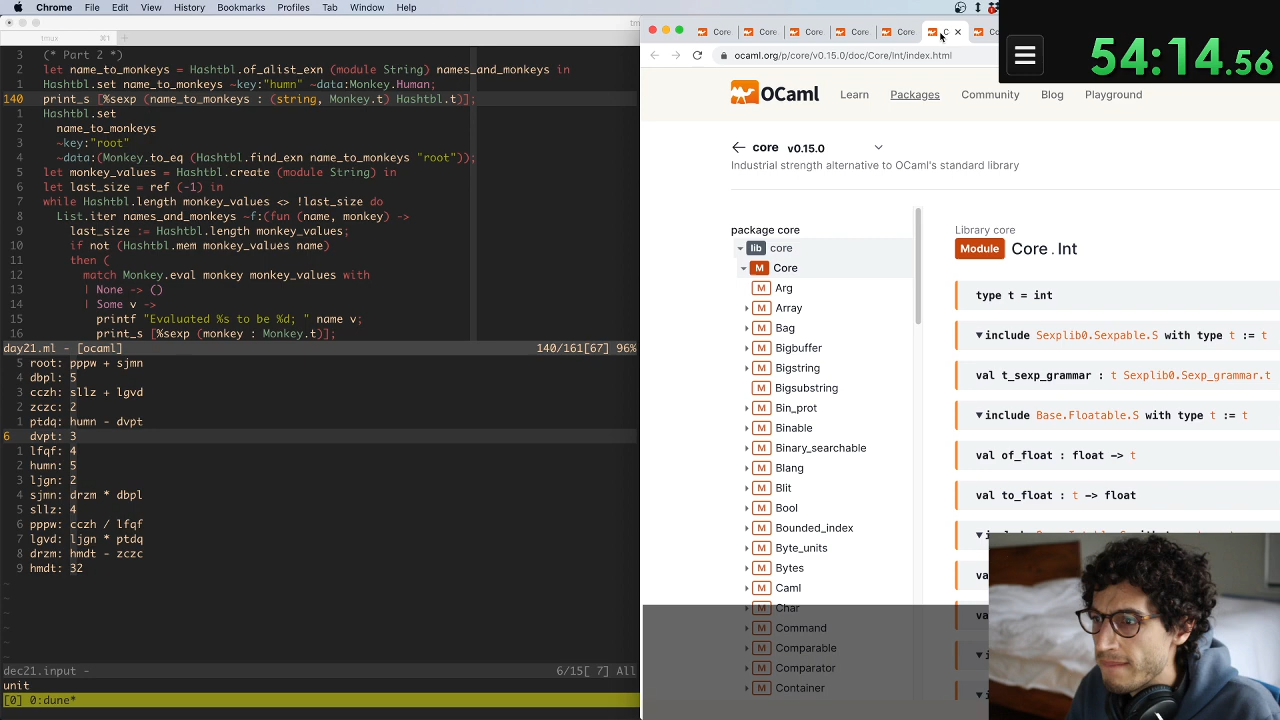 Chrome File Edit View History Bookmarks Profiles Tab Window Help
tmux
tmux ⌘1
3 (* Part 2 *)
2 let name_to_monkeys = Hashtbl.of_alist_exn (module String) names_and_monkeys in
1 Hashtbl.set name_to_monkeys ~key:"humn" ~data:Monkey.Human;
140 print_s [%sexp (name_to_monkeys : (string, Monkey.t) Hashtbl.t)];
1 Hashtbl.set
2 name_to_monkeys
3 ~key:"root"
4 ~data:(Monkey.to_eq (Hashtbl.find_exn name_to_monkeys "root"));
5 let monkey_values = Hashtbl.create (module String) in
6 let last_size = ref (-1) in
7 while Hashtbl.length monkey_values <> !last_size do
8 List.iter names_and_monkeys ~f:(fun (name, monkey) ->
9 last_size := Hashtbl.length monkey_values;
10 if not (Hashtbl.mem monkey_values name)
11 then (
12 match Monkey.eval monkey monkey_values with
13 | None -> ()
14 | Some v ->
15 printf "Evaluated %s to be %d; " name v;
16 print_s [%sexp (monkey : Monkey.t)];
day21.ml - [ocaml] 140/161[67] 96%
5 root: pppw + sjmn
4 dbpl: 5
3 cczh: sllz + lgvd
2 zczc: 2
1 ptdq: humn - dvpt
6 dvpt: 3
1 lfqf: 4
2 humn: 5
3 ljgn: 2
4 sjmn: drzm * dbpl
5 sllz: 4
6 pppw: cczh / lfqf
7 lgvd: ljgn * ptdq
8 drzm: hmdt - zczc
9 hmdt: 32
~
~
~
~
~
~
dec21.input - 6/15[ 7] All
unit
[0] 0:dune*
Core Core Core Core Core C Co
ocaml.org/p/core/v0.15.0/doc/Core/Int/index.html
54:14.56
OCaml Learn Packages Community Blog Playground
← core v0.15.0
Industrial strength alternative to OCaml's standard library
package core
lib core
M Core
M Arg
M Array
M Bag
M Bigbuffer
M Bigstring
M Bigsubstring
M Bin_prot
M Binable
M Binary_searchable
M Blang
M Blit
M Bool
M Bounded_index
M Byte_units
M Bytes
M Caml
M Char
M Command
M Comparable
M Comparator
M Container
Library core
Module Core.Int
type t = int
include Sexplib0.Sexpable.S with type t := t
val t_sexp_grammar : t Sexplib0.Sexp_grammar.t
include Base.Floatable.S with type t := t
val of_float : float -> t
val to_float : t -> float